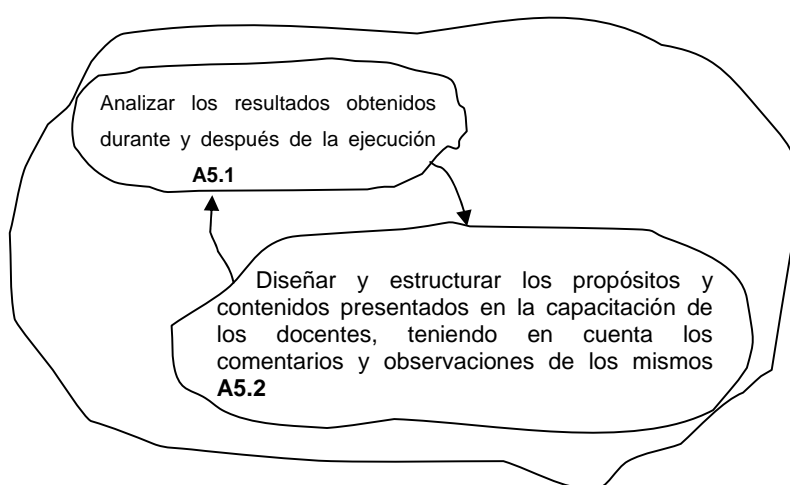 Analizar los resultados obtenidos
durante y después de la ejecución
A5.1
Diseñar y estructurar los propósitos y
contenidos presentados en la capacitación de
los docentes, teniendo en cuenta los
comentarios y observaciones de los mismos
A5.2